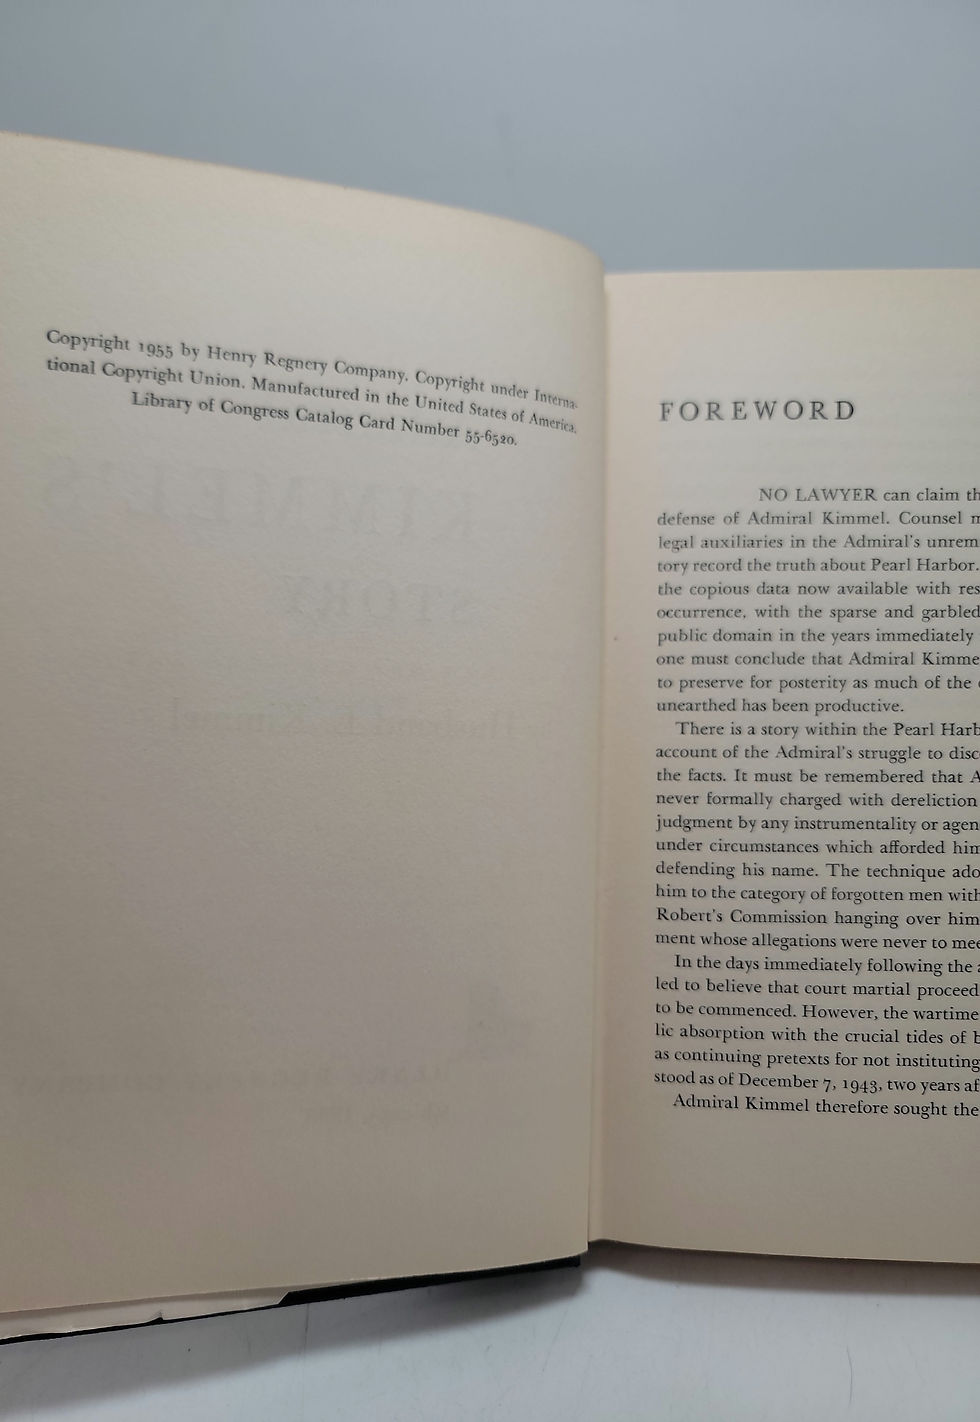 Copyright 1955 by Henry Regnery Company. Copyright under Interna-
tional Copyright Union. Manufactured in the United States of America.
Library of Congress Catalog Card Number 55-6520.
FOREWORD
NO LAWYER can claim th
defense of Admiral Kimmel. Counsel m
legal auxiliaries in the Admiral's unrem
tory record the truth about Pearl Harbor.
the copious data now available with res
occurrence, with the sparse and garbled
public domain in the years immediately
one must conclude that Admiral Kimme
to preserve for posterity as much of the
unearthed has been productive.
There is a story within the Pearl Harb
account of the Admiral's struggle to disc
the facts. It must be remembered that A
never formally charged with dereliction
judgment by any instrumentality or agen
under circumstances which afforded him
defending his name. The technique ado
him to the category of forgotten men with
Robert's Commission hanging over him
ment whose allegations were never to mee
In the days immediately following the a
led to believe that court martial proceed
to be commenced. However, the wartime
lic absorption with the crucial tides of b
as continuing pretexts for not instituting
stood as of December 7, 1943, two years af
Admiral Kimmel therefore sought the